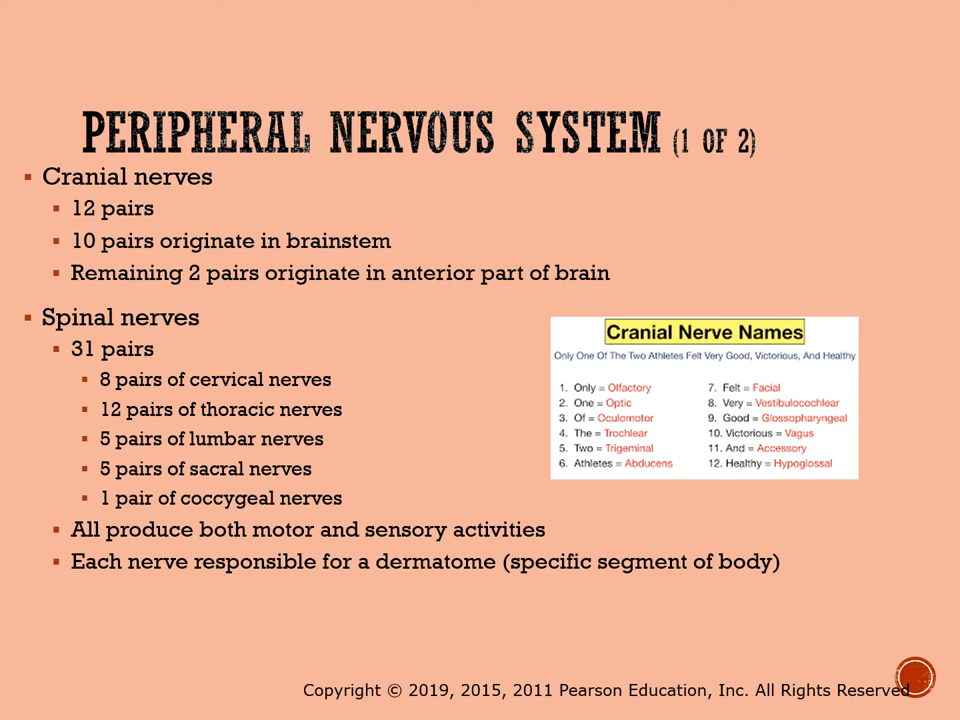 PERIPHERAL NERVOUS SYSTEM (1 OF 2)
Cranial nerves
12 pairs
10 pairs originate in brainstem
Remaining 2 pairs originate in anterior part of brain
Spinal nerves
31 pairs
8 pairs of cervical nerves
12 pairs of thoracic nerves
5 pairs of lumbar nerves
5 pairs of sacral nerves
1 pair of coccygeal nerves
All produce both motor and sensory activities
Each nerve responsible for a dermatome (specific segment of body)
Cranial Nerve Names
Only One Of The Two Athletes Felt Very Good, Victorious, And Healthy
1. Only = Olfactory
2. One = Optic
3. Of = Oculomotor
4. The = Trochlear
5. Two = Trigeminal
6. Athletes = Abducens
7. Felt = Facial
8. Very = Vestibulocochlear
9. Good = Glossopharyngeal
10. Victorious = Vagus
11. And = Accessory
12. Healthy = Hypoglossal
Copyright © 2019, 2015, 2011 Pearson Education, Inc. All Rights Reserved